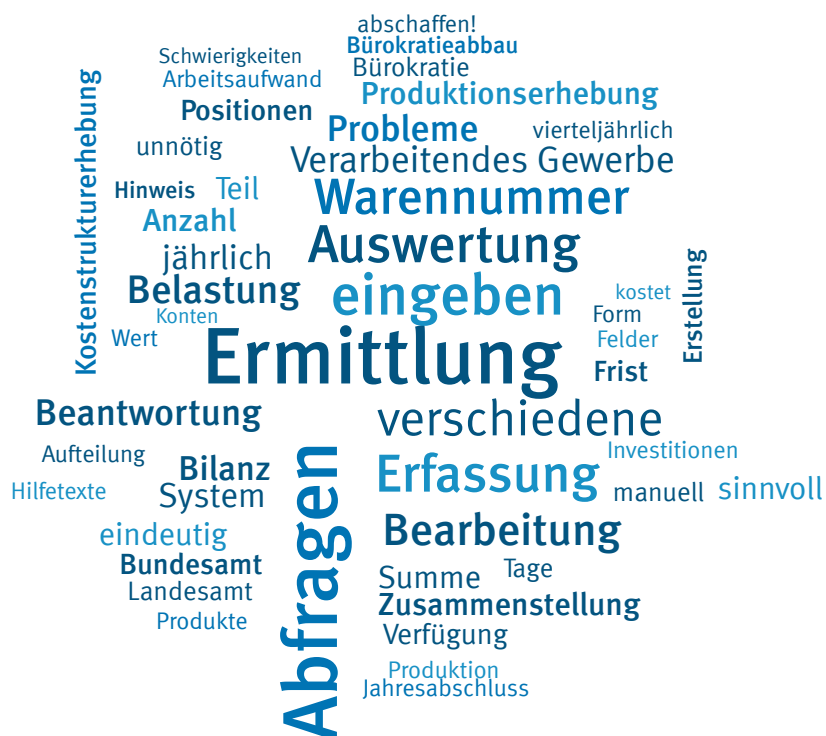 abschaffen!
Bürokratieabbau
Schwierigkeiten
Bürokratie
Arbeitsaufwand
Produktionserhebung
Positionen
Probleme
vierteljährlich
unnötig
Verarbeitendes Gewerbe
Kostenstrukturerhebung
Hinweis
Teil
Warennummer
Anzahl
Auswertung
jährlich
Belastung
eingeben
kostet
Erstellung
Konten
Form
Wert
Ermittlung
Felder
Frist
Beantwortung
verschiedene
Aufteilung
Investitionen
Bilanz
Erfassung
Hilfetexte
System
manuell
sinnvoll
Abfragen
eindeutig
Bearbeitung
Bundesamt
Tage
Summe
Landesamt
Zusammenstellung
Produkte
Verfügung
Produktion
Jahresabschluss